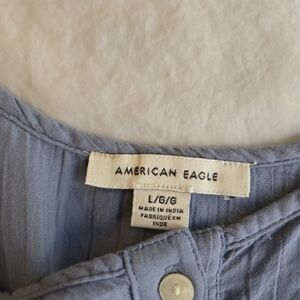 AMERICAN EAGLE
L/G/G
MADE IN INDIA
FABRIQUÉ EN
INDE